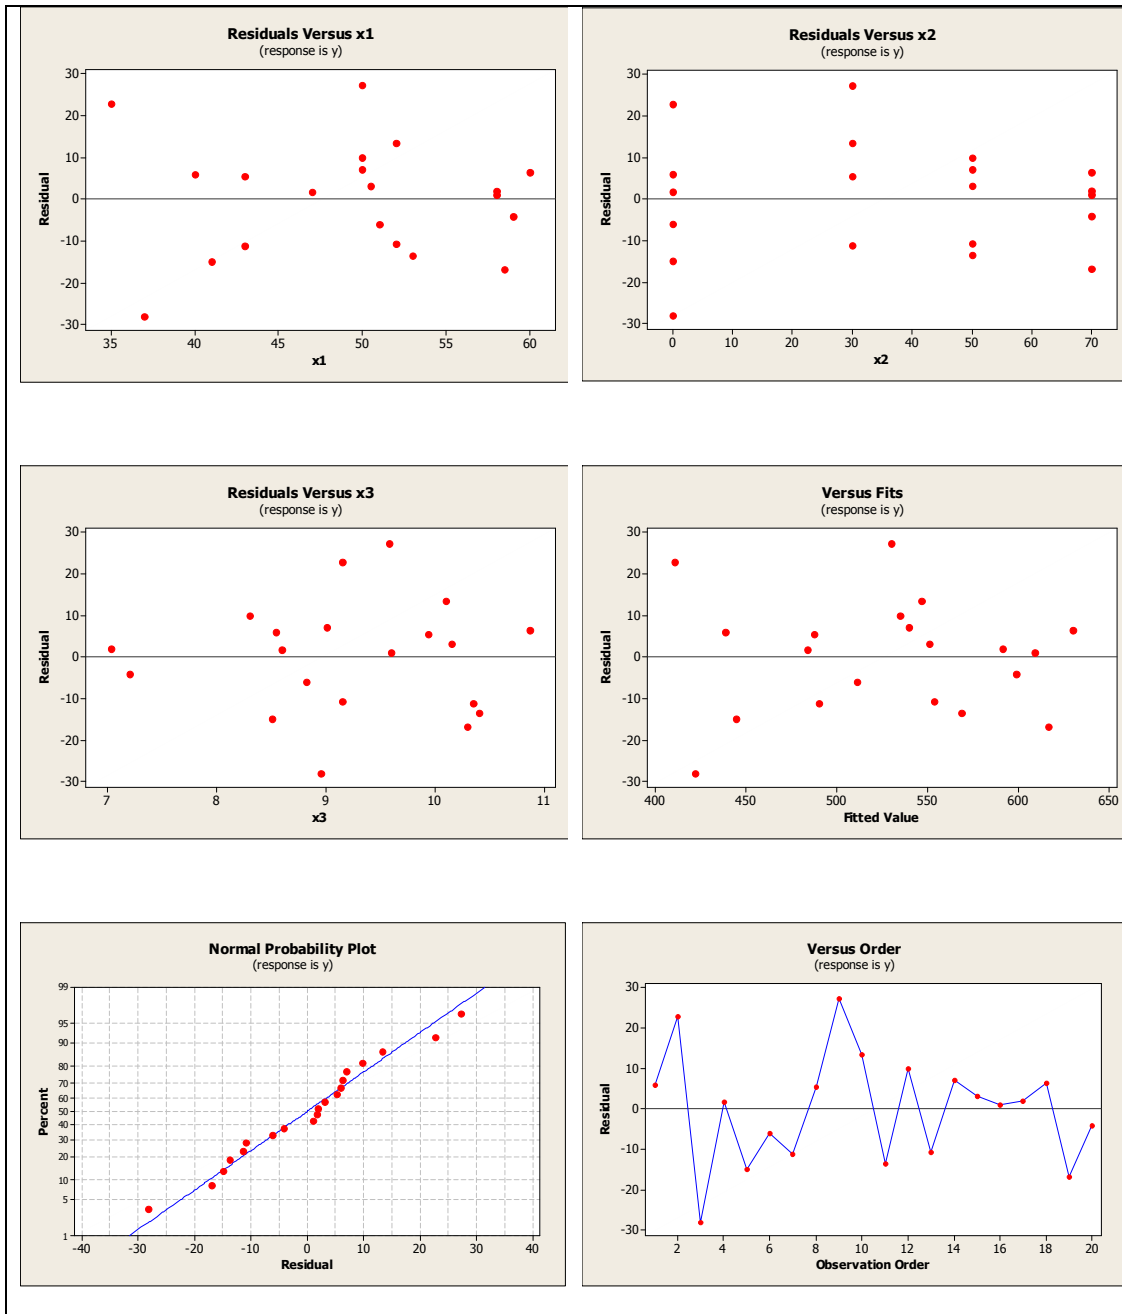 Residuals Versus x1
(response is y)
30
20
10
0
-10
-20
-30
Residual
35 40 45 50 55 60
x1
Residuals Versus x2
(response is y)
30
20
10
0
-10
-20
-30
Residual
0 10 20 30 40 50 60 70
x2
Residuals Versus x3
(response is y)
30
20
10
0
-10
-20
-30
Residual
7 8 9 10 11
x3
Versus Fits
(response is y)
30
20
10
0
-10
-20
-30
Residual
400 450 500 550 600 650
Fitted Value
Normal Probability Plot
(response is y)
99
95
90
80
70
60
50
40
30
20
10
5
1
Percent
-40 -30 -20 -10 0 10 20 30 40
Residual
Versus Order
(response is y)
30
20
10
0
-10
-20
-30
Residual
2 4 6 8 10 12 14 16 18 20
Observation Order